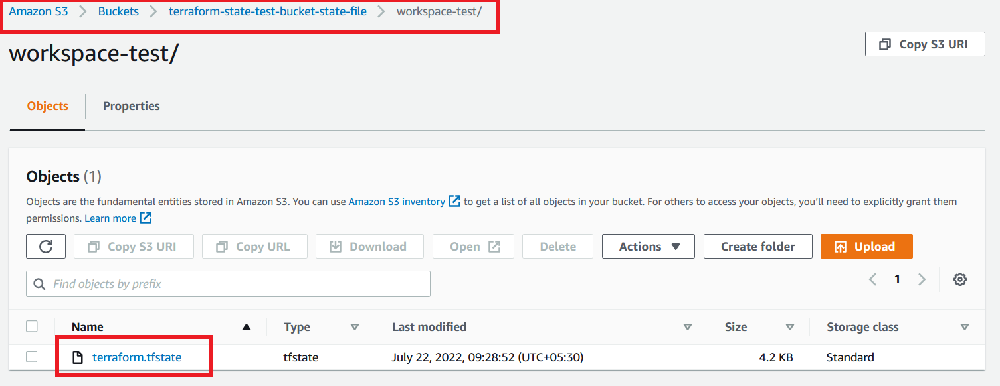 Amazon S3 > Buckets > terraform-state-test-bucket-state-file > workspace-test/
workspace-test/
Copy S3 URI
Objects Properties
Objects (1)
Objects are the fundamental entities stored in Amazon S3. You can use Amazon S3 inventory to get a list of all objects in your bucket. For others to access your objects, you’ll need to explicitly grant them
permissions. Learn more
Copy S3 URI Copy URL Download Open Delete Actions Create folder Upload
Find objects by prefix
1
Name Type Last modified Size Storage class
terraform.tfstate tfstate July 22, 2022, 09:28:52 (UTC+05:30) 4.2 KB Standard